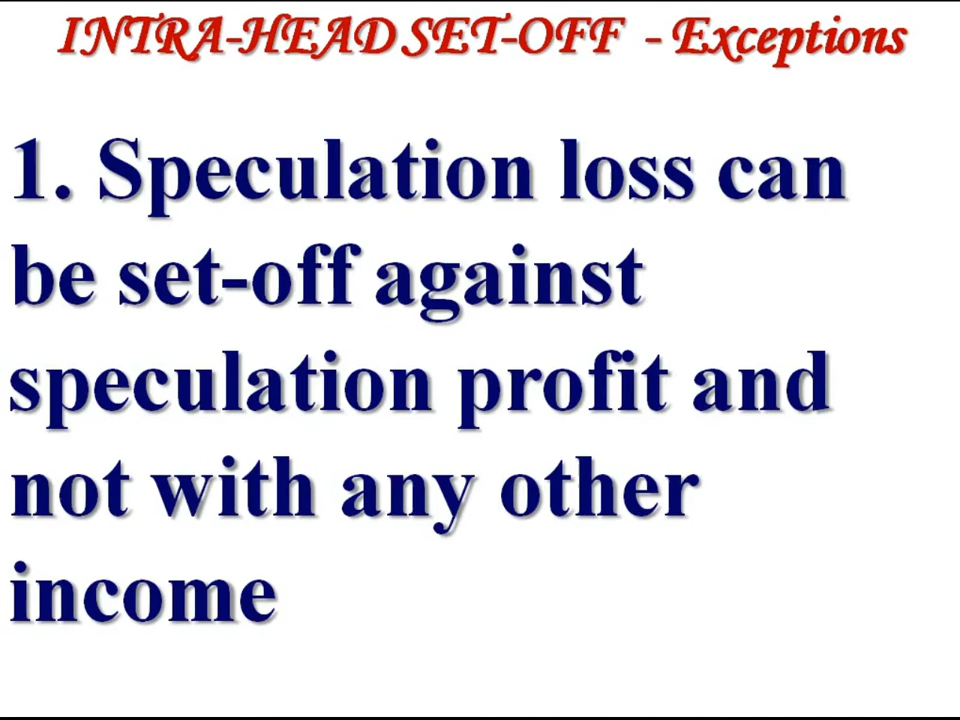 INTRA-HEAD SET-OFF - Exceptions
1. Speculation loss can
be set-off against
speculation profit and
not with any other
income